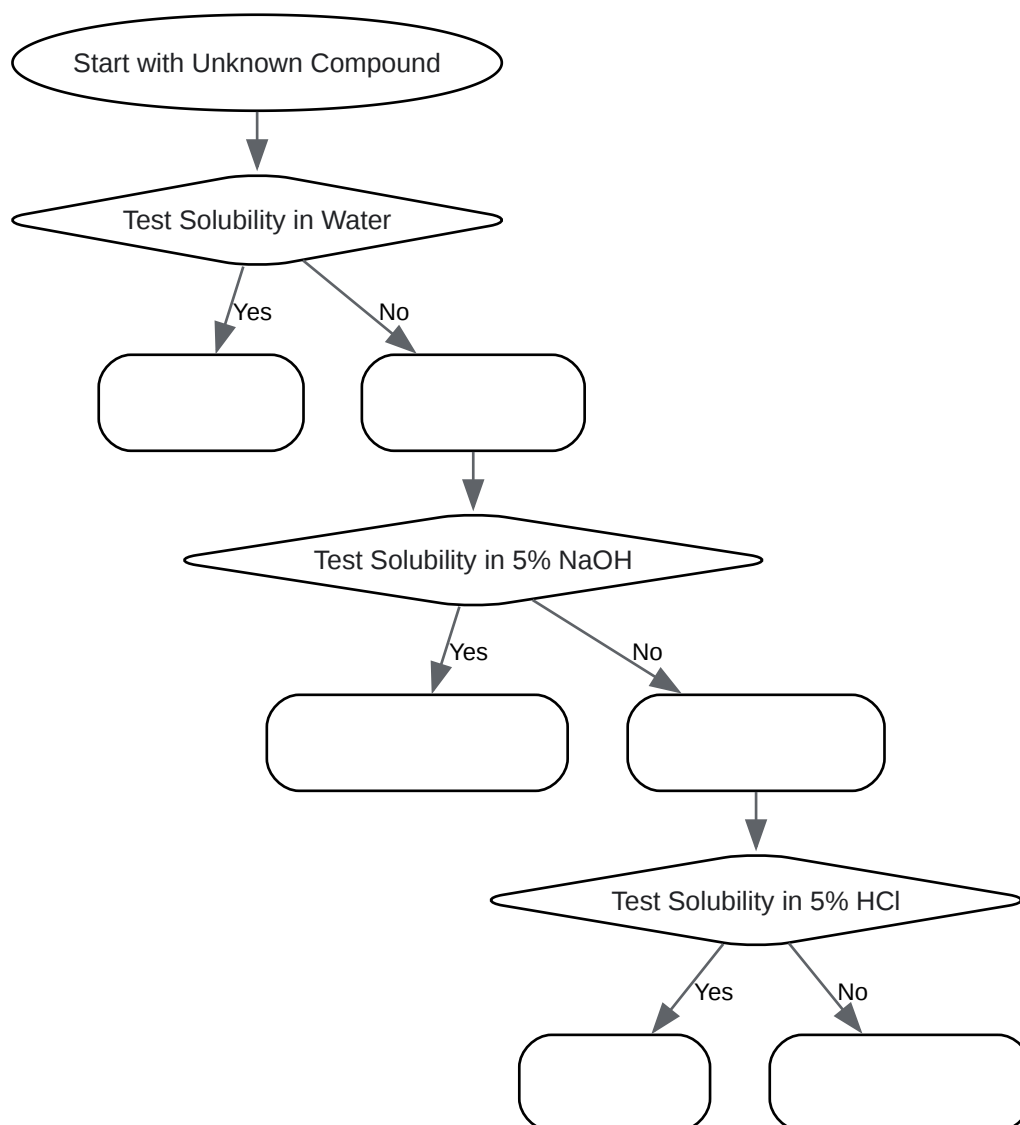 Start with Unknown Compound
Test Solubility in Water
Yes
No
Test Solubility in 5% NaOH
Yes
No
Test Solubility in 5% HCl
Yes
No